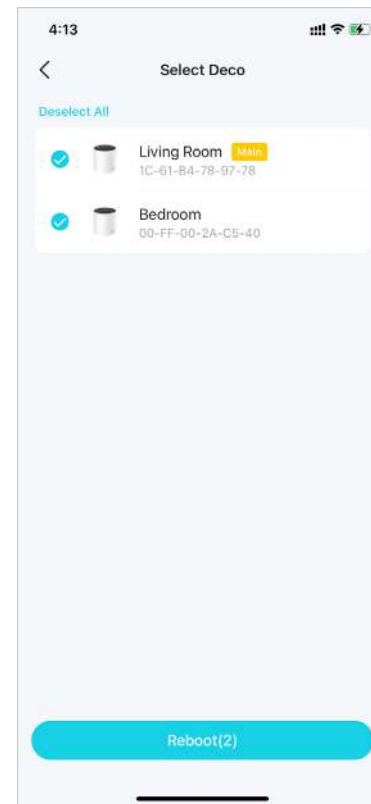 4:13
Select Deco
Deselect All
Living Room Main
1C-61-B4-78-97-78
Bedroom
00-FF-00-2A-C5-40
Reboot(2)